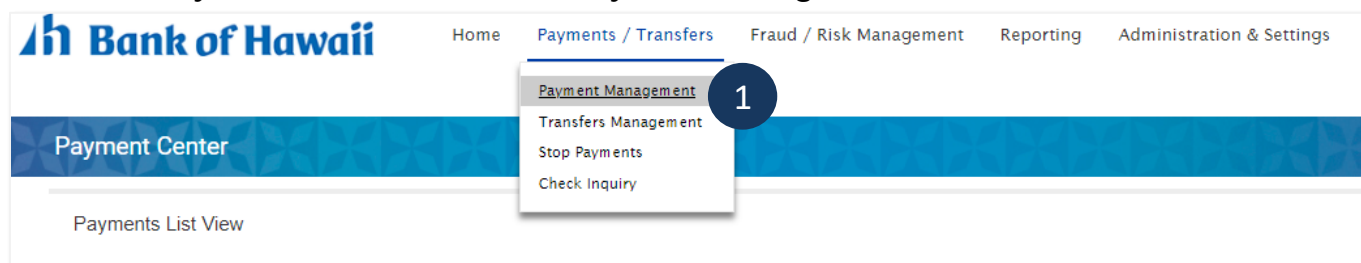 Bank of Hawaii Home Payments / Transfers Fraud / Risk Management Reporting Administration & Settings
Payment Management 1
Transfers Management
Payment Center
Stop Payments
Check Inquiry
Payments List View